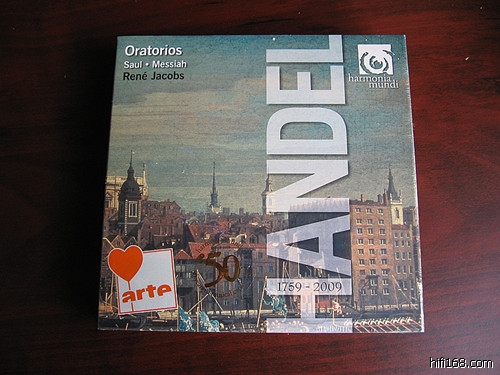 Oratorios
Saul • Messiah
René Jacobs
HANDEL
harmonia
mundi
50
arte
1759 - 2009
hifi168.com